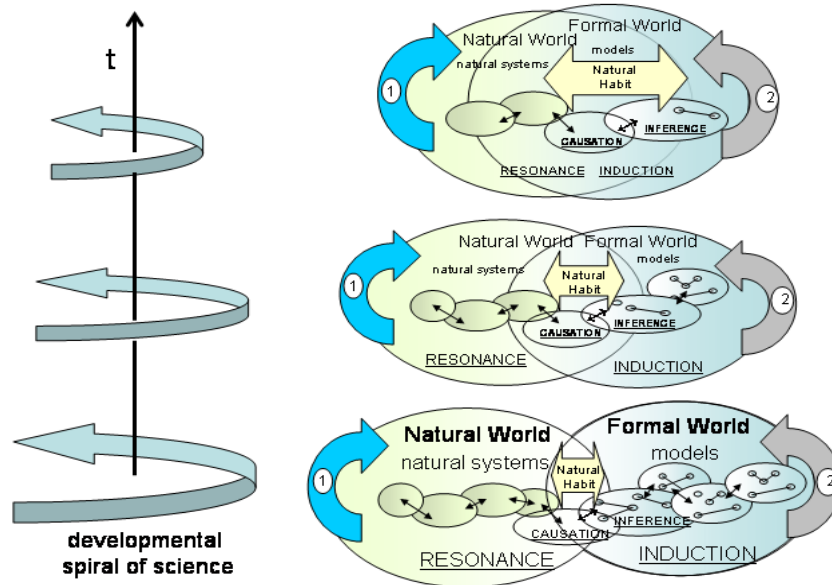 t
developmental
spiral of science
Formal World
Natural World
models
natural systems
Natural
Habit
1
2
CAUSATION
INFERENCE
RESONANCE INDUCTION
Natural World Formal World
natural systems
models
Natural
Habit
1
2
CAUSATION
INFERENCE
RESONANCE
INDUCTION
Natural World
Formal World
natural systems
models
Natural
Habit
1
2
CAUSATION
INFERENCE
RESONANCE
INDUCTION